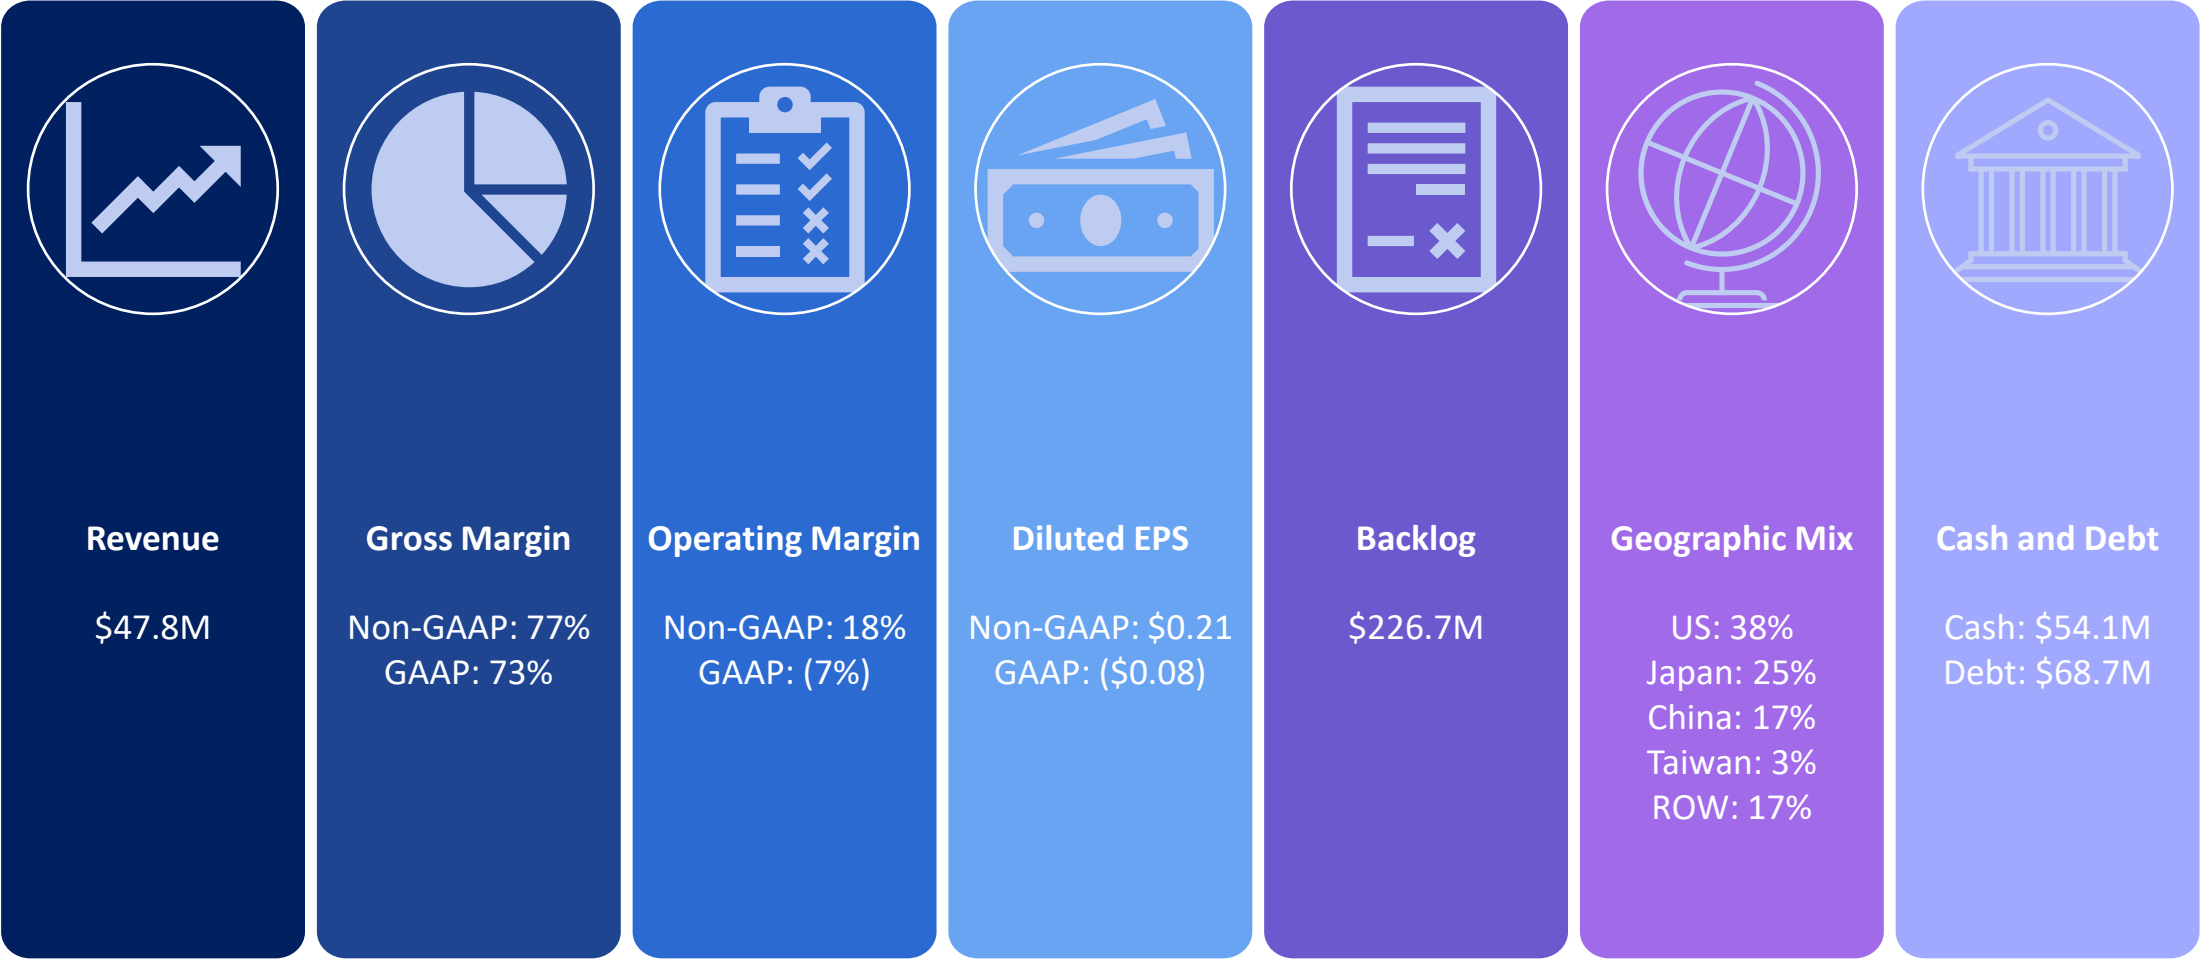 Revenue
$47.8M
Gross Margin
Non-GAAP: 77%
GAAP: 73%
Operating Margin
Non-GAAP: 18%
GAAP: (7%)
Diluted EPS
Non-GAAP: $0.21
GAAP: ($0.08)
Backlog
$226.7M
Geographic Mix
US: 38%
Japan: 25%
China: 17%
Taiwan: 3%
ROW: 17%
Cash and Debt
Cash: $54.1M
Debt: $68.7M